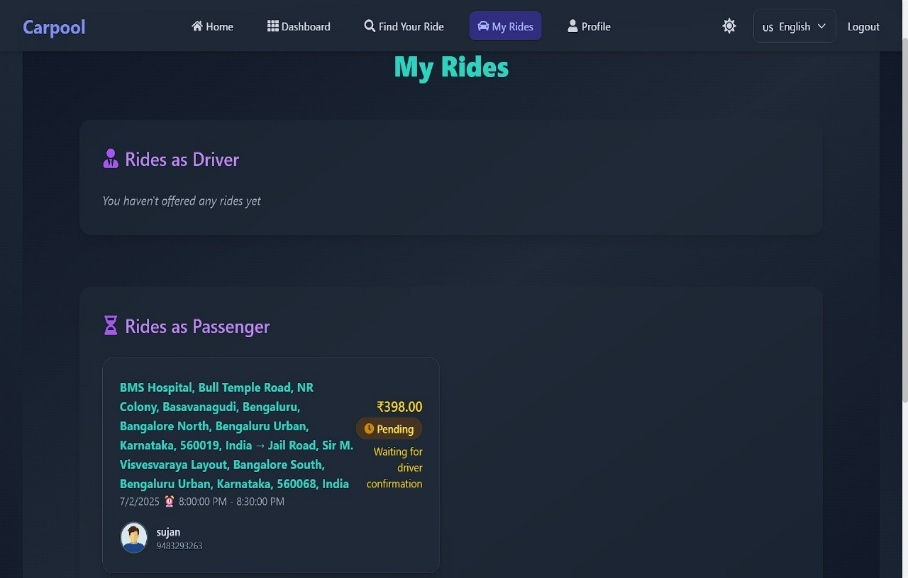 Carpool
Home
Dashboard
Find Your Ride
My Rides
Profile
US English
Logout
My Rides
Rides as Driver
You haven't offered any rides yet
Rides as Passenger
BMS Hospital, Bull Temple Road, NR
Colony, Basavanagudi, Bengaluru,
Bangalore North, Bengaluru Urban,
Karnataka, 560019, India → Jail Road, Sir M.
Visvesvaraya Layout, Bangalore South,
Bengaluru Urban, Karnataka, 560068, India
₹398.00
Pending
Waiting for
driver
confirmation
7/2/2025 ⏰ 8:00:00 PM - 8:30:00 PM
sujan
9483293263